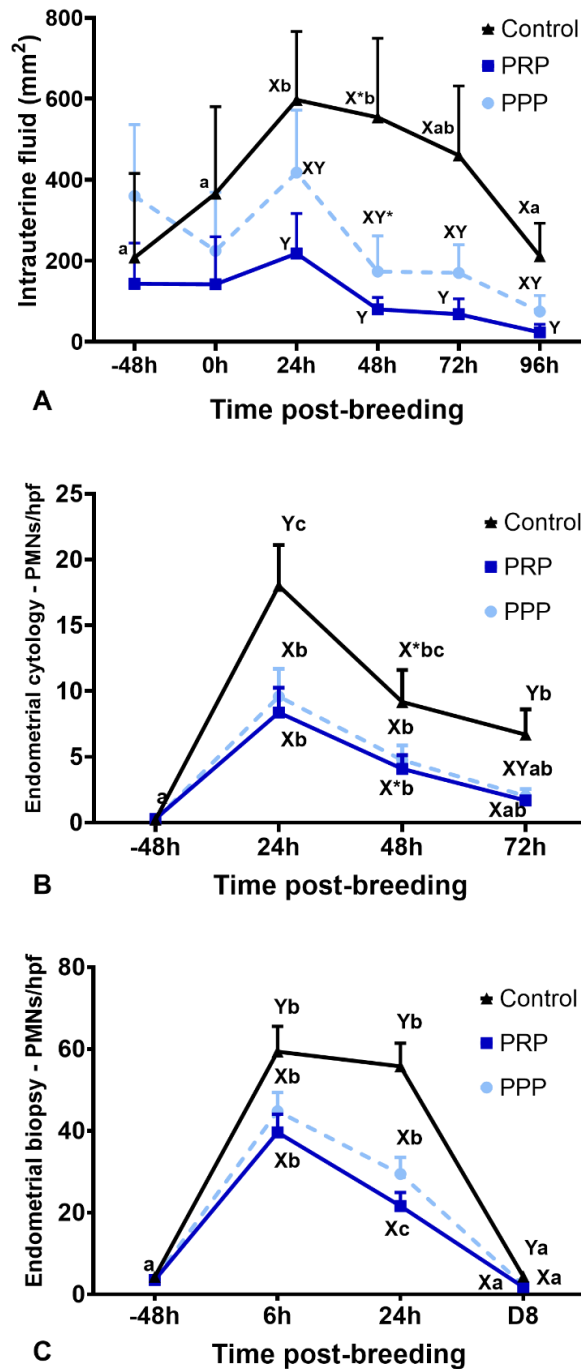 800
600
400
200
0
Intrauterine fluid (mm²)
Control
PRP
PPP
a
a
Xb
X*b
Xab
Xa
XY
XY*
XY
XY
Y
Y
Y
Y
-48h 0h 24h 48h 72h 96h
A
Time post-breeding
25
20
15
10
5
0
Endometrial cytology - PMNs/hpf
Control
PRP
PPP
Yc
Xb
X*bc
Yb
Xb
Xb
X*b
XYab
Xab
a
-48h 24h 48h 72h
B
Time post-breeding
80
60
40
20
0
Endometrial biopsy - PMNs/hpf
Control
PRP
PPP
Yb
Yb
Xb
Xb
Xb
Xc
a
Ya
Xa
Xa
-48h 6h 24h D8
C
Time post-breeding